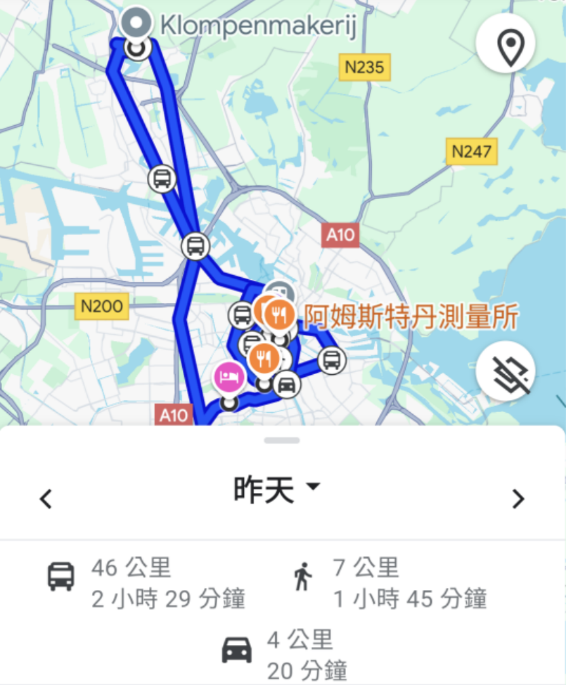 Klompenmakerij
N235
N247
A10
N200
阿姆斯特丹測量所
A10
昨天
46 公里
2 小時 29 分鐘
7 公里
1 小時 45 分鐘
4 公里
20 分鐘